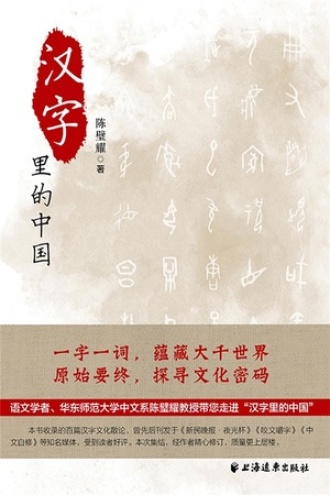 汉字
里的中国
陈璧耀
著
一字一词，蕴藏大千世界
原始要终，探寻文化密码
语文学者、华东师范大学中文系陈璧耀教授带您走进“汉字里的中国”
本书收录的百篇汉字文化散论，曾先后刊发于《新民晚报·夜光杯》《咬文嚼字》《中
文自修》等知名媒体，受到读者好评。本次集结，经作者精心修订，质量更上层楼。
上海远东出版社